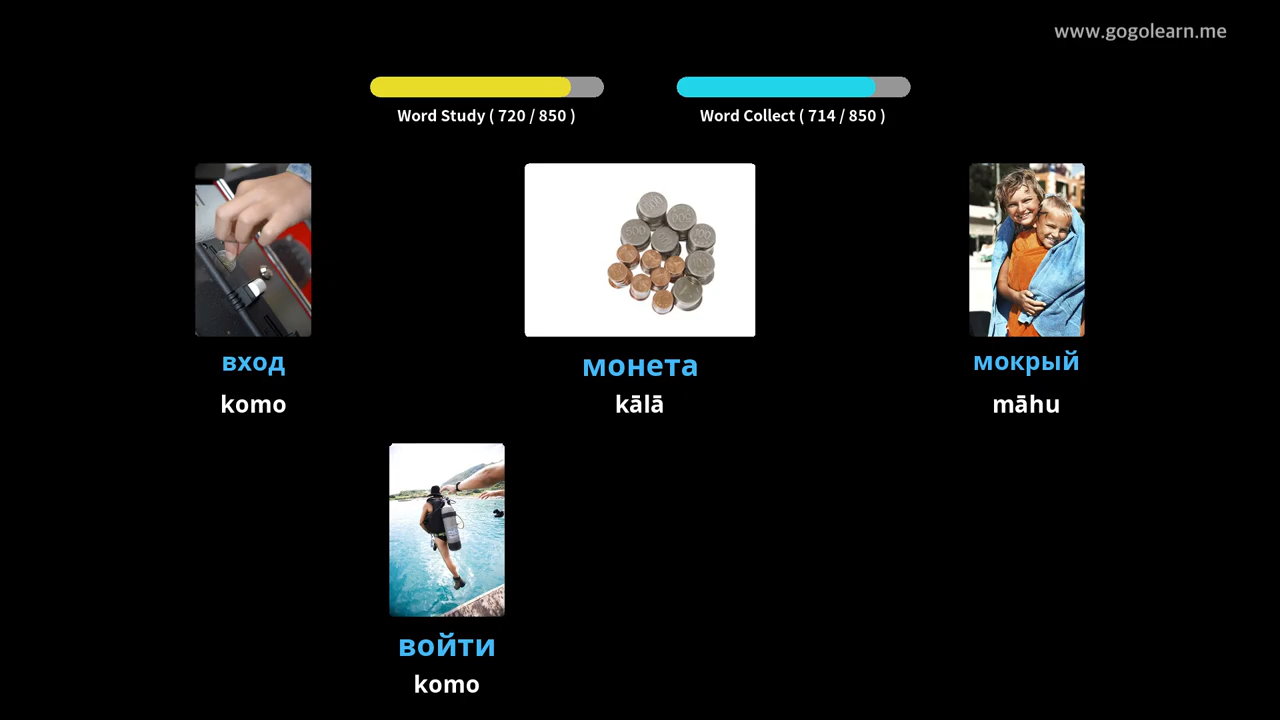 www.gogolearn.me
Word Study ( 720 / 850 )
Word Collect ( 714 / 850 )
вход
komo
монета
kālā
мокрый
māhu
войти
komo